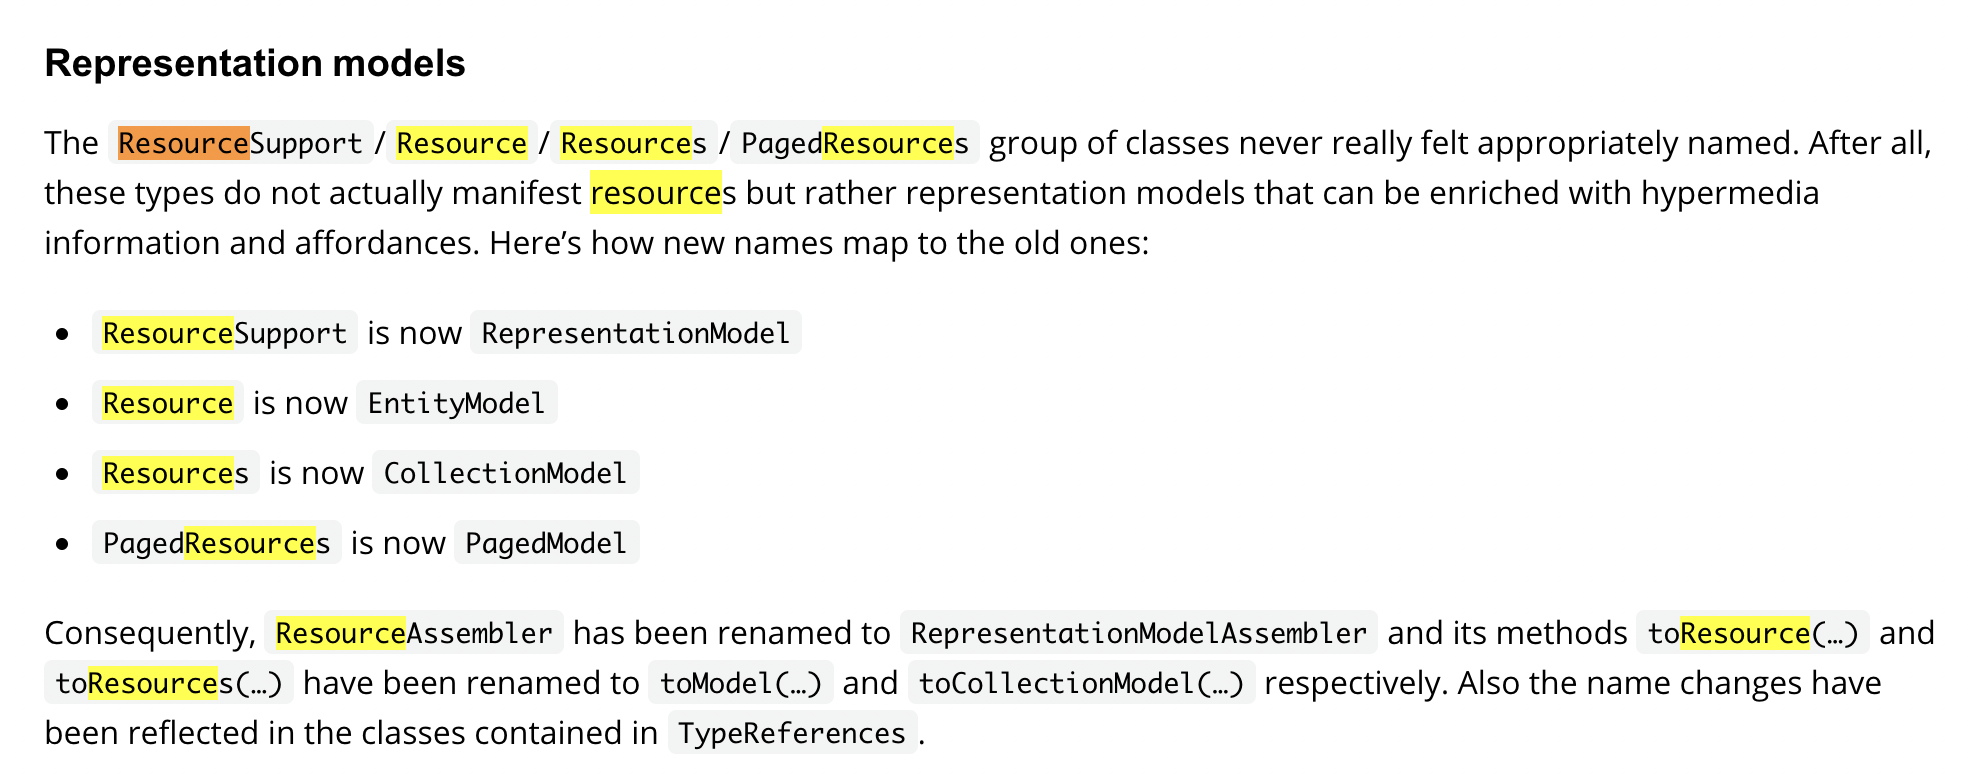 Representation models
The ResourceSupport/Resource/Resources/PagedResources group of classes never really felt appropriately named. After all,
these types do not actually manifest resources but rather representation models that can be enriched with hypermedia
information and affordances. Here’s how new names map to the old ones:
• ResourceSupport is now RepresentationModel
• Resource is now EntityModel
• Resources is now CollectionModel
• PagedResources is now PagedModel
Consequently, ResourceAssembler has been renamed to RepresentationModelAssembler and its methods toResource(…) and
toResources(…) have been renamed to toModel(…) and toCollectionModel(…) respectively. Also the name changes have
been reflected in the classes contained in TypeReferences.